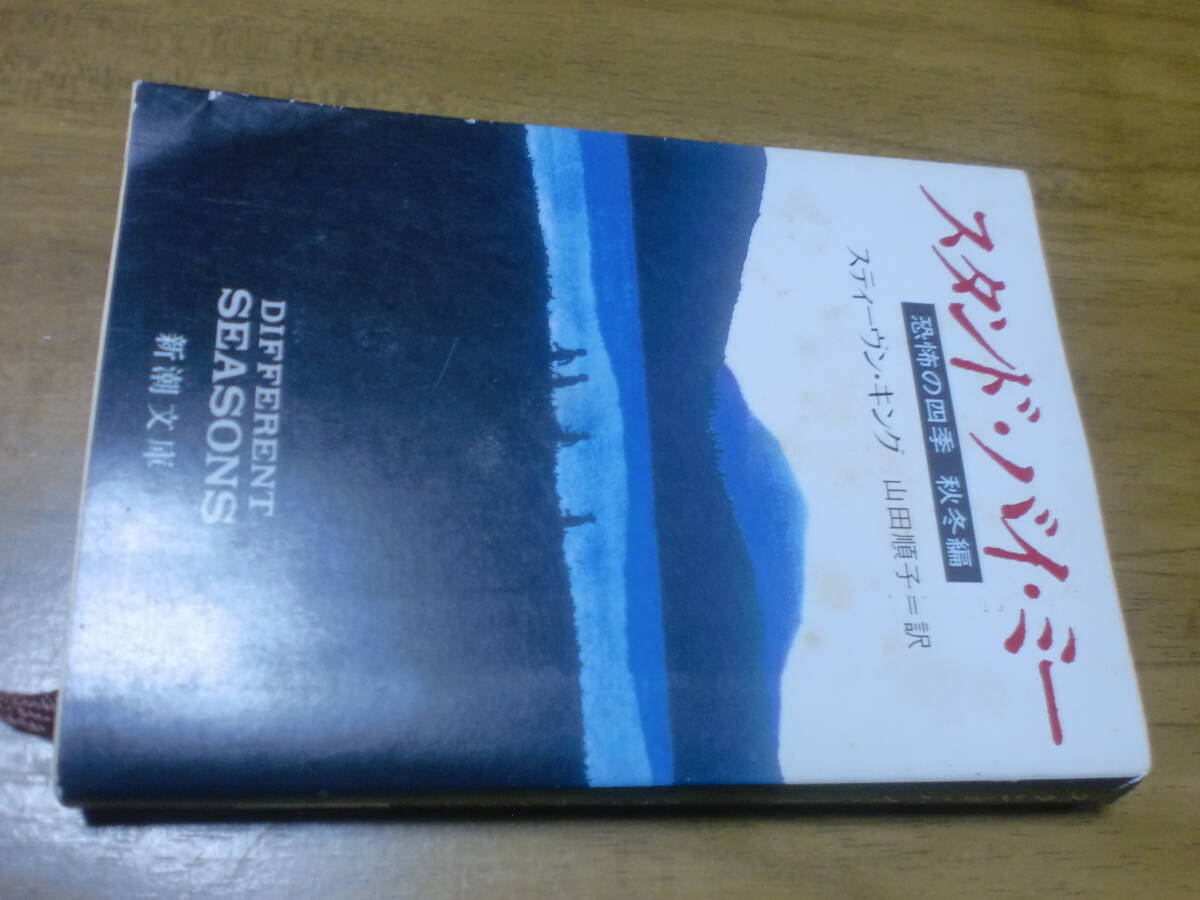 スタンド・バイ・ミー
恐怖の四季 秋冬編
スティーヴン・キング 山田順子＝訳
DIFFERENT
SEASONS
新潮文庫